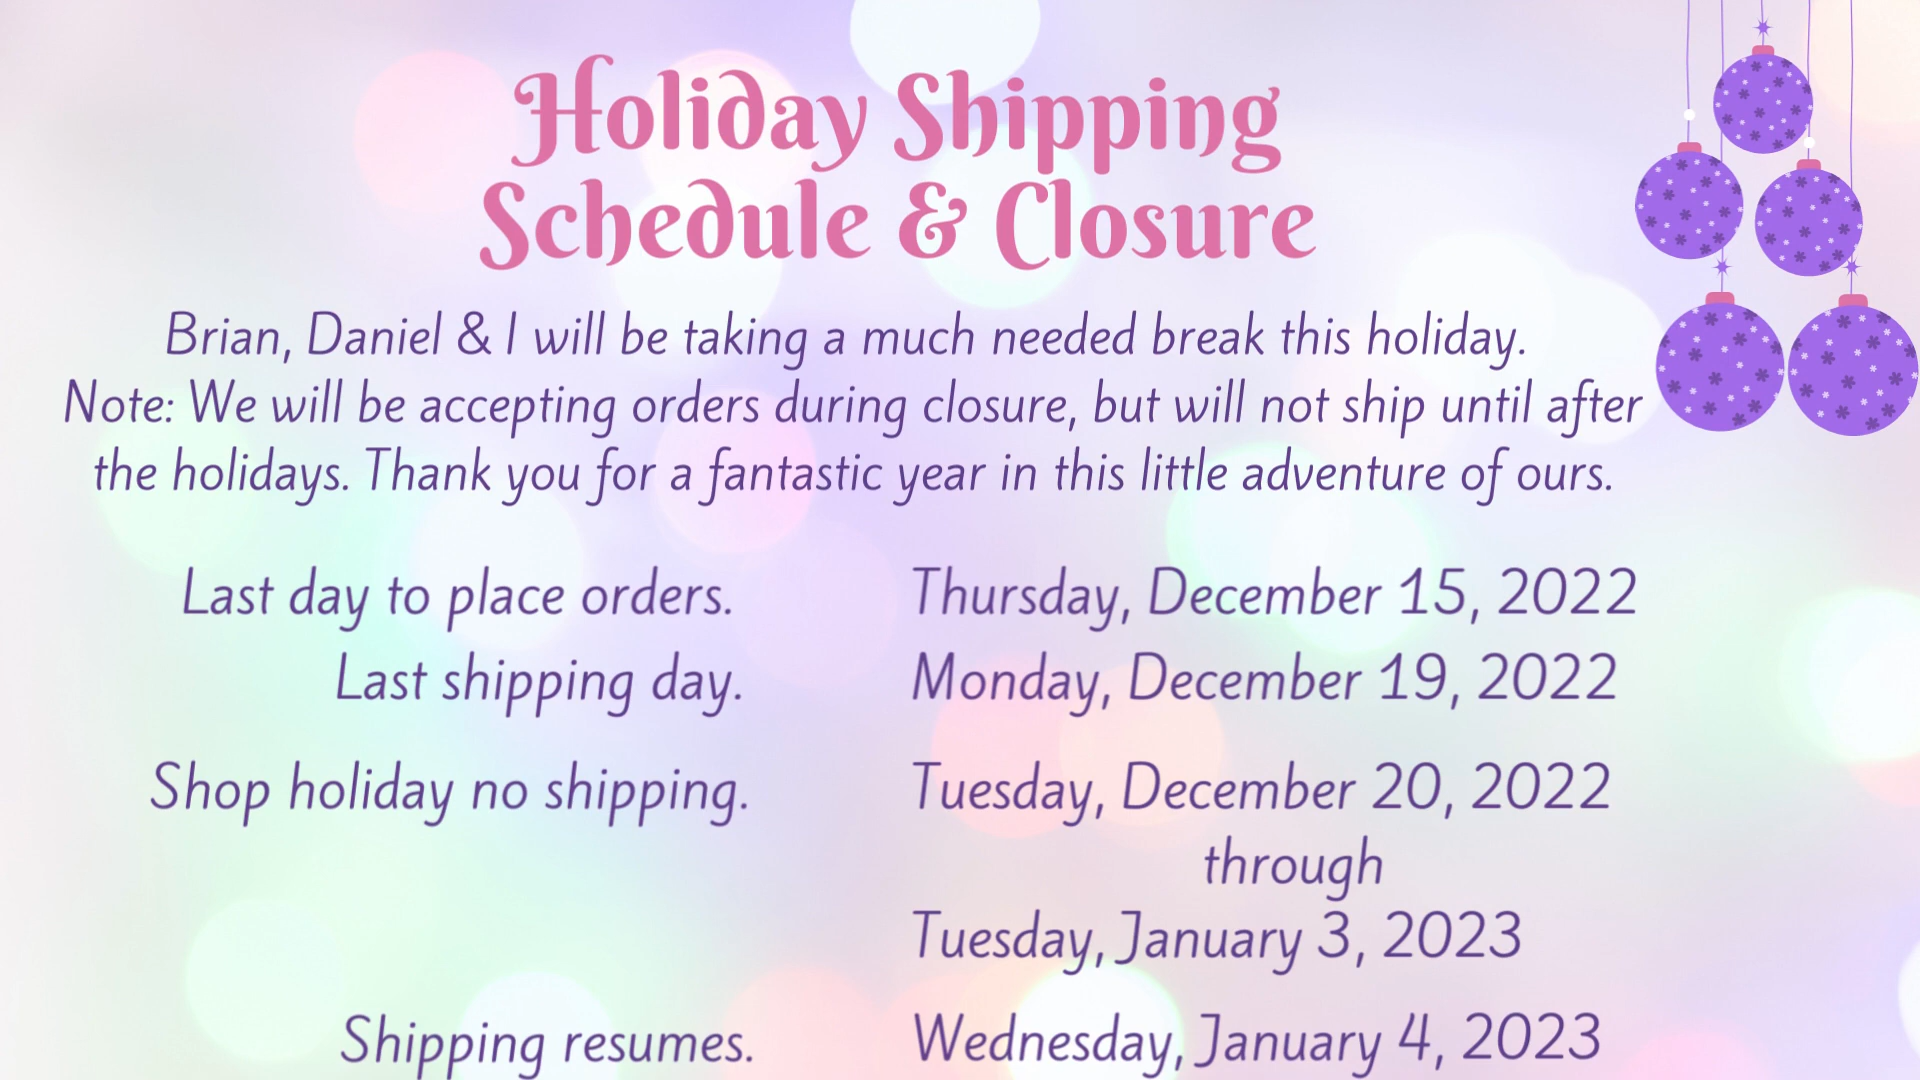 Holiday Shipping
Schedule & Closure
Brian, Daniel & I will be taking a much needed break this holiday.
Note: We will be accepting orders during closure, but will not ship until after
the holidays. Thank you for a fantastic year in this little adventure of ours.
Last day to place orders. Thursday, December 15, 2022
Last shipping day. Monday, December 19, 2022
Shop holiday no shipping. Tuesday, December 20, 2022
through
Tuesday, January 3, 2023
Shipping resumes. Wednesday, January 4, 2023